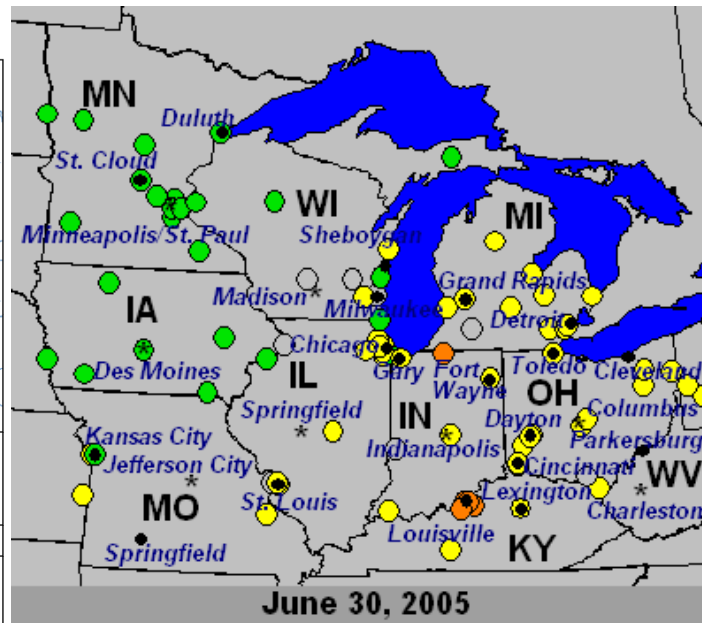 MN
Duluth
St. Cloud
WI
MI
Minneapolis/St. Paul
Sheboygan
Grand Rapids
Madison*
Milwaukee
IA
Detroit
Chicago
Des Moines
Gary
Fort
Wayne
Toledo
Cleveland
IL
OH
Springfield
*
IN
Dayton
Columbus
Kansas City
Indianapolis
Parkersburg
Jefferson City
*
Cincinnati
WV
St. Louis
Lexington
*
MO
Charleston
Louisville
Springfield
KY
June 30, 2005